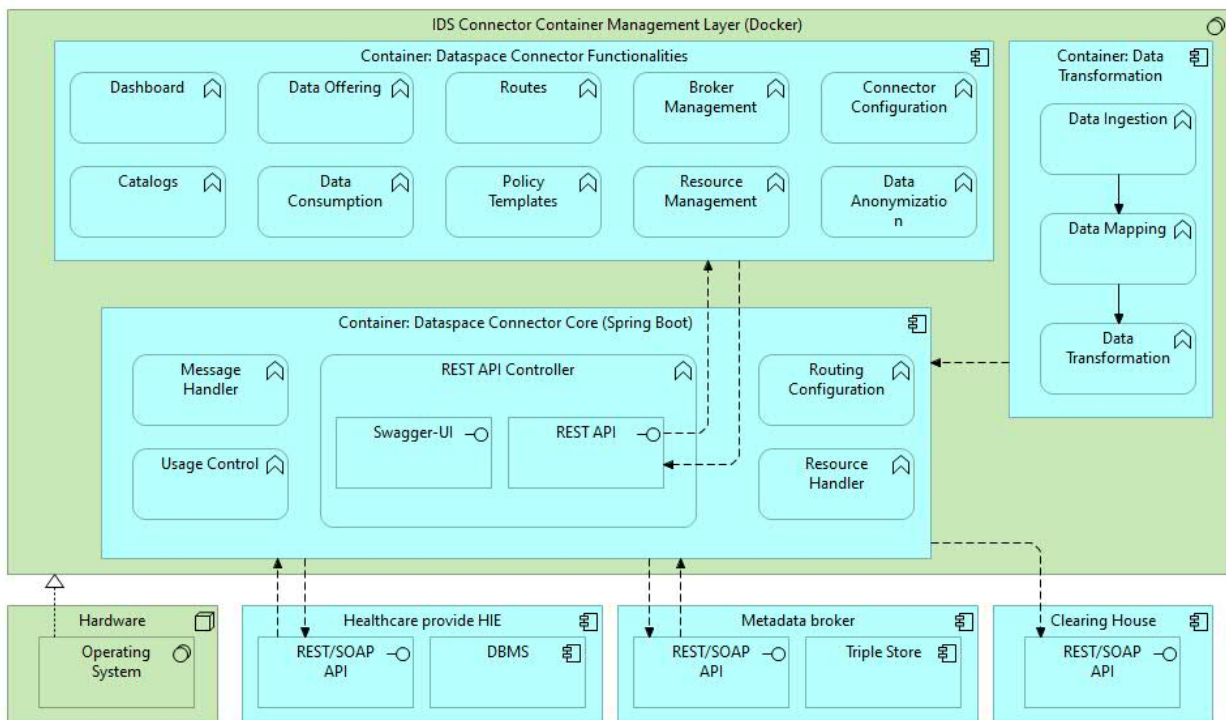 IDS Connector Container Management Layer (Docker)
Container: Dataspace Connector Functionalities
Dashboard
Data Offering
Routes
Broker
Management
Connector
Configuration
Catalogs
Data
Consumption
Policy
Templates
Resource
Management
Data
Anonymizatio
n
Container: Data
Transformation
Data Ingestion
Data Mapping
Data
Transformation
Container: Dataspace Connector Core (Spring Boot)
Message
Handler
REST API Controller
Routing
Configuration
Swagger-UI
REST API
Usage Control
Resource
Handler
Hardware
Operating
System
Healthcare provide HIE
REST/SOAP
API
DBMS
Metadata broker
REST/SOAP
API
Triple Store
Clearing House
REST/SOAP
API